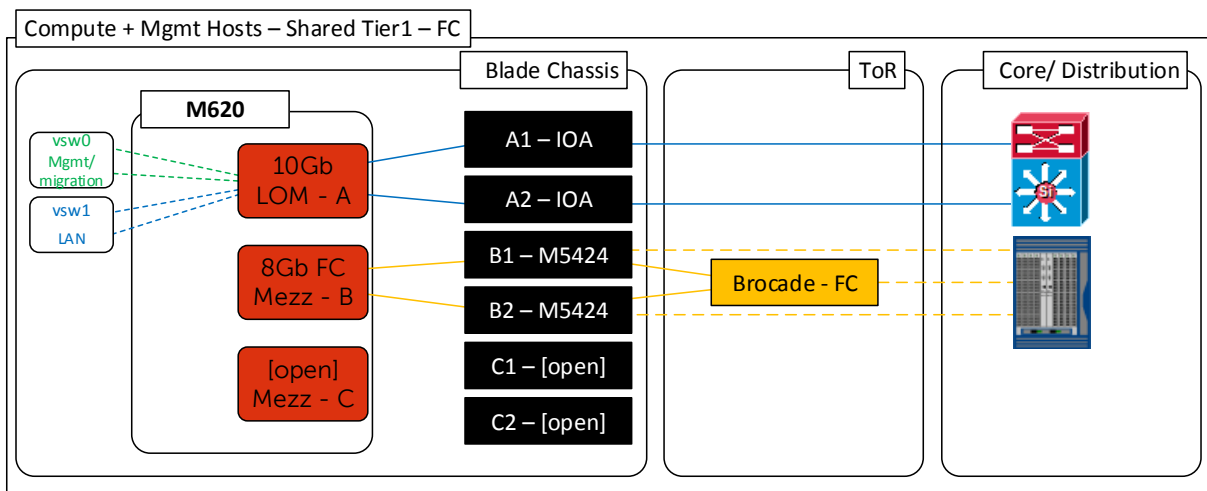 Compute + Mgmt Hosts – Shared Tier1 – FC
Blade Chassis
ToR
Core/ Distribution
M620
vsw0
Mgmt/
migration
vsw1
LAN
10Gb
LOM - A
8Gb FC
Mezz - B
[open]
Mezz - C
A1 – IOA
A2 – IOA
B1 – M5424
B2 – M5424
C1 – [open]
C2 – [open]
Brocade - FC
Si